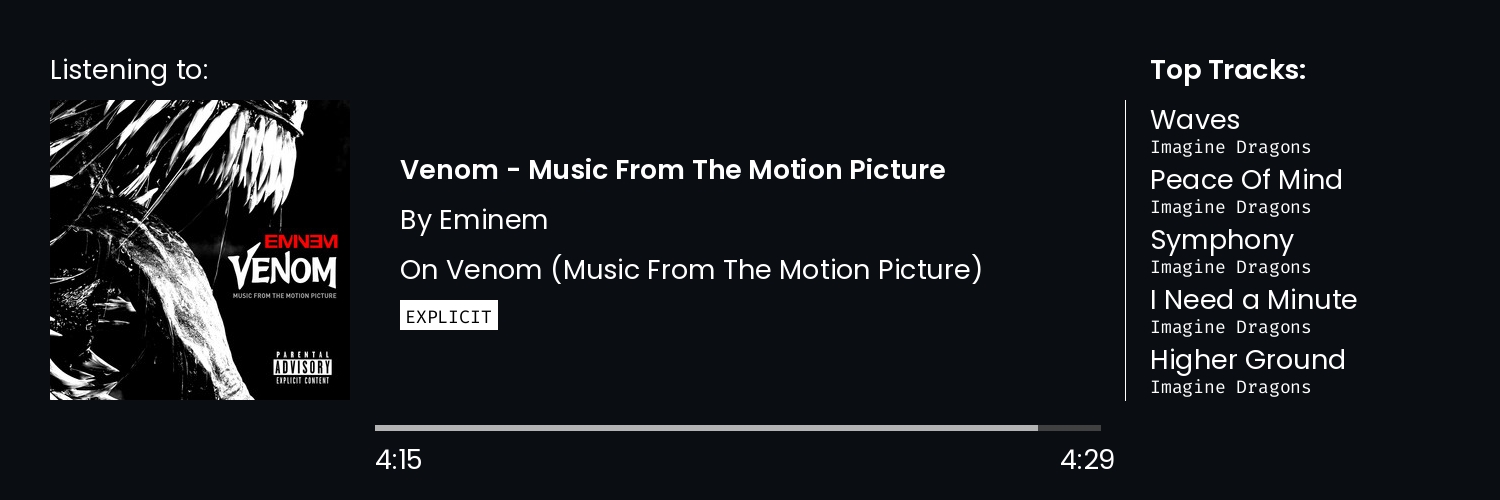 Listening to:
EMINEM
VENOM
MUSIC FROM THE MOTION PICTURE
PARENTAL
ADVISORY
EXPLICIT CONTENT
Venom - Music From The Motion Picture
By Eminem
On Venom (Music From The Motion Picture)
EXPLICIT
4:15
4:29
Top Tracks:
Waves
Imagine Dragons
Peace Of Mind
Imagine Dragons
Symphony
Imagine Dragons
I Need a Minute
Imagine Dragons
Higher Ground
Imagine Dragons